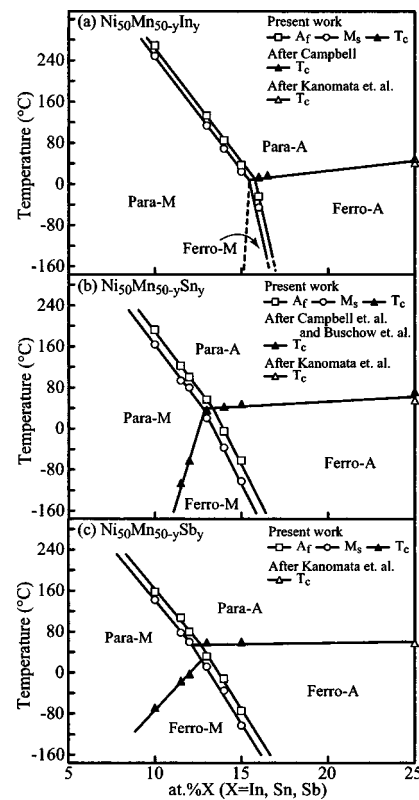 (a) Ni50Mn50-yIny
Present work
Af Ms Tc
After Campbell
Tc
After Kanomata et. al.
Tc
240
160
80
0
-80
-160
Temperature (°C)
Para-A
Para-M
Ferro-A
Ferro-M
(b) Ni50Mn50-ySny
Present work
Af Ms Tc
After Campbell et. al.
and Buschow et. al.
Tc
After Kanomata et. al.
Tc
240
160
80
0
-80
-160
Temperature (°C)
Para-A
Para-M
Ferro-A
Ferro-M
(c) Ni50Mn50-ySby
Present work
Af Ms Tc
After Kanomata et. al.
Tc
240
160
80
0
-80
-160
Temperature (°C)
Para-A
Para-M
Ferro-A
Ferro-M
5 10 15 20 25
at.%X (X=In, Sn, Sb)